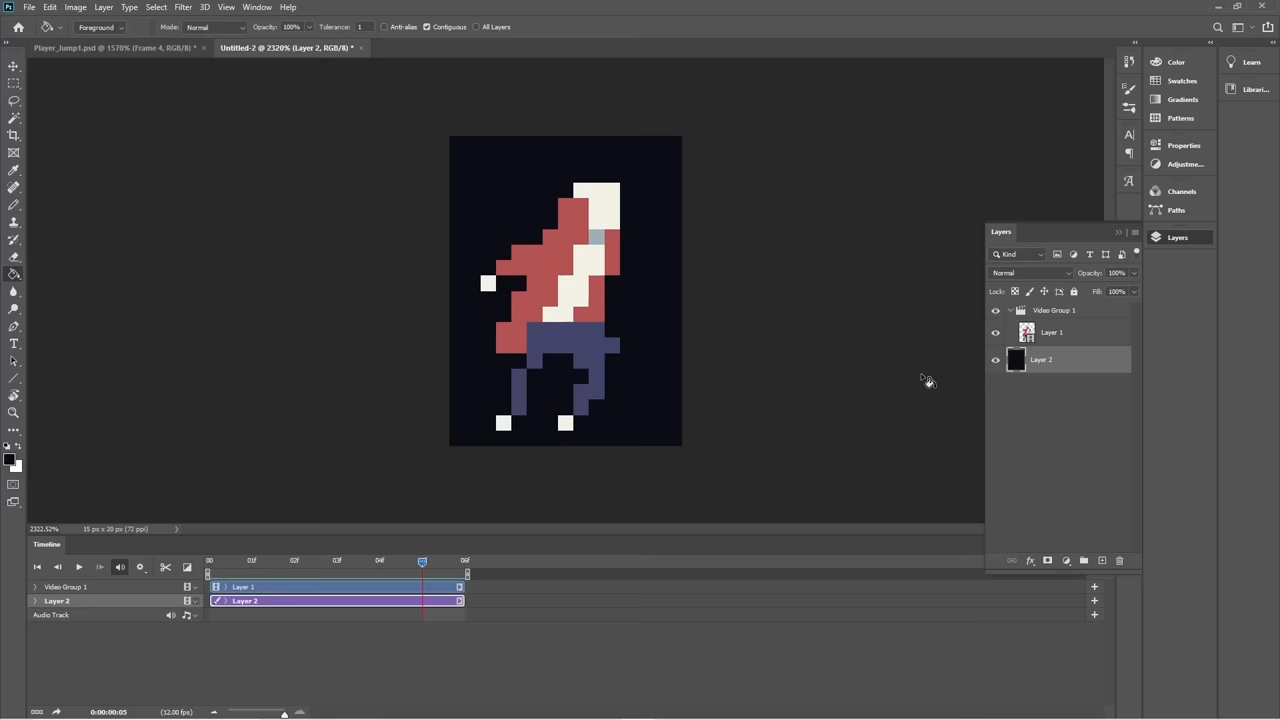 Ps File Edit Image Layer Type Select Filter 3D View Window Help
Foreground Mode: Normal Opacity: 100% Tolerance: 1 Anti-alias Contiguous All Layers
Player_Jump1.psd @ 1570% (Frame 4, RGB/8) * × Untitled-2 @ 2320% (Layer 2, RGB/8) * ×
Color
Swatches
Gradients
Patterns
Properties
Adjustme...
Channels
Paths
Layers
Learn
Librari...
Layers
Kind
Normal Opacity: 100%
Lock: Fill: 100%
Video Group 1
Layer 1
Layer 2
fx
2322.52% 15 px x 20 px (72 ppi)
Timeline
00 01f 02f 03f 04f 06f
Video Group 1 Layer 1
Layer 2 Layer 2
Audio Track
0:00:00:05 (12.00 fps)